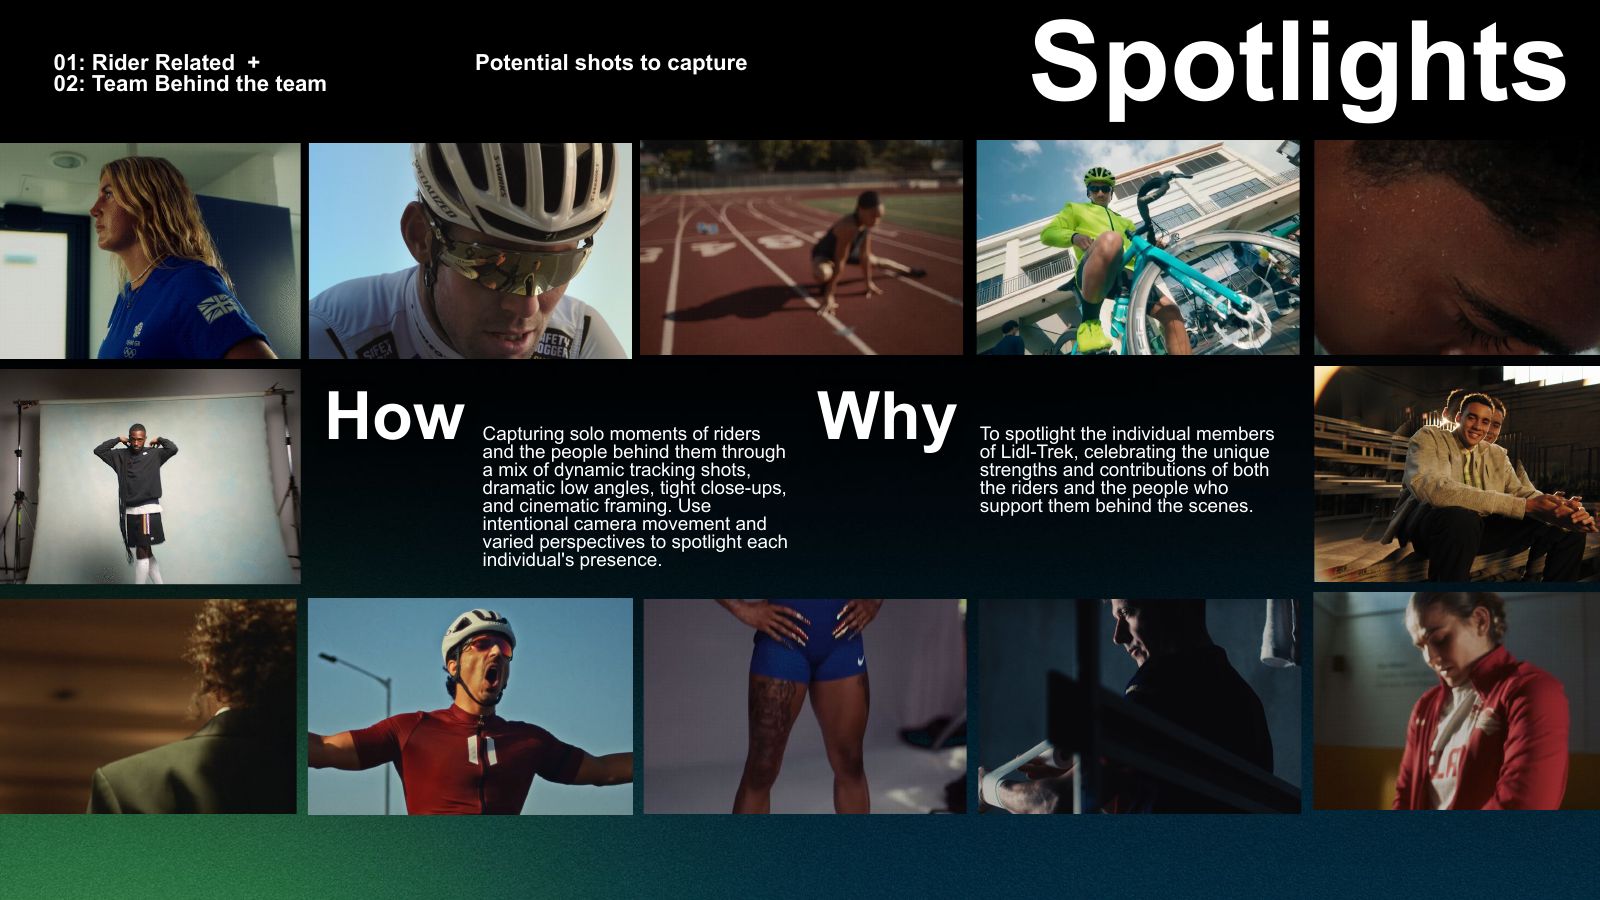 01: Rider Related +
02: Team Behind the team
Potential shots to capture
Spotlights
SPECIALIZED
S-WORKS
SAFETY
JOGGER
How
Capturing solo moments of riders
and the people behind them through
a mix of dynamic tracking shots,
dramatic low angles, tight close-ups,
and cinematic framing. Use
intentional camera movement and
varied perspectives to spotlight each
individual's presence.
Why
To spotlight the individual members
of Lidl-Trek, celebrating the unique
strengths and contributions of both
the riders and the people who
support them behind the scenes.